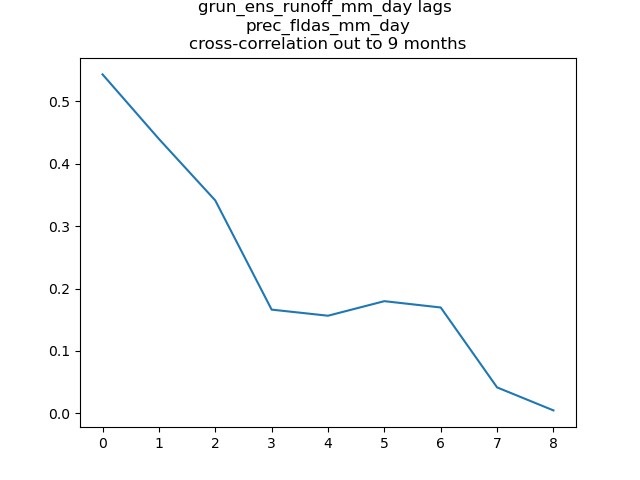 grun_ens_runoff_mm_day lags
prec_fldas_mm_day
cross-correlation out to 9 months
0.5
0.4
0.3
0.2
0.1
0.0
0 1 2 3 4 5 6 7 8